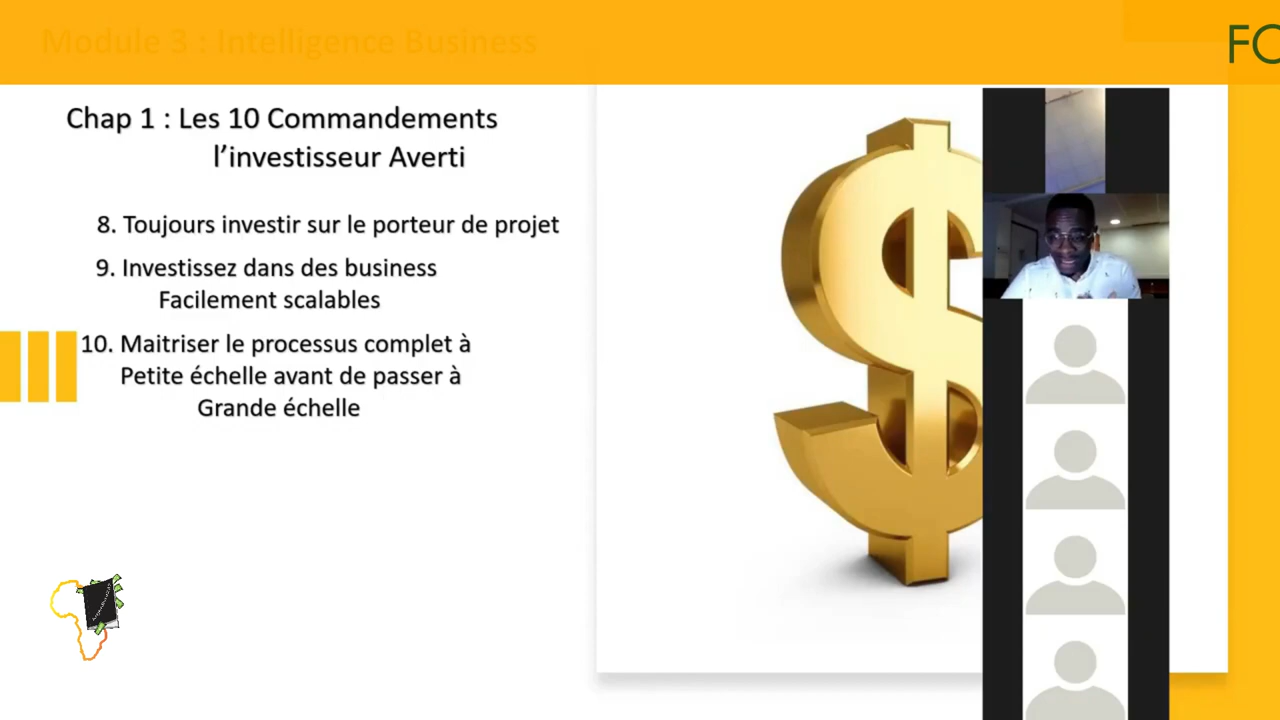 Module 3 : Intelligence Business
FO
Chap 1 : Les 10 Commandements
l’investisseur Averti
8. Toujours investir sur le porteur de projet
9. Investissez dans des business
Facilement scalables
10. Maitriser le processus complet à
Petite échelle avant de passer à
Grande échelle